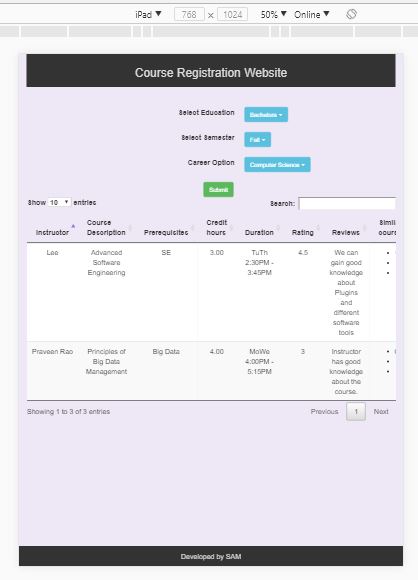 iPad ▼ 768 × 1024 50% ▼ Online ▼
Course Registration Website
Select Education Bachelors
Select Semester Fall
Career Option Computer Science
Submit
Show 10 entries
Search:
Instructor Course Description Prerequisites Credit hours Duration Rating Reviews
Lee Advanced Software Engineering SE 3.00 TuTh 2:30PM - 3:45PM 4.5 We can gain good knowledge about Plugins and different software tools
Praveen Rao Principles of Big Data Management Big Data 4.00 MoWe 4:00PM - 5:15PM 3 Instructor has good knowledge about the course.
Showing 1 to 3 of 3 entries
Previous 1 Next
Developed by SAM